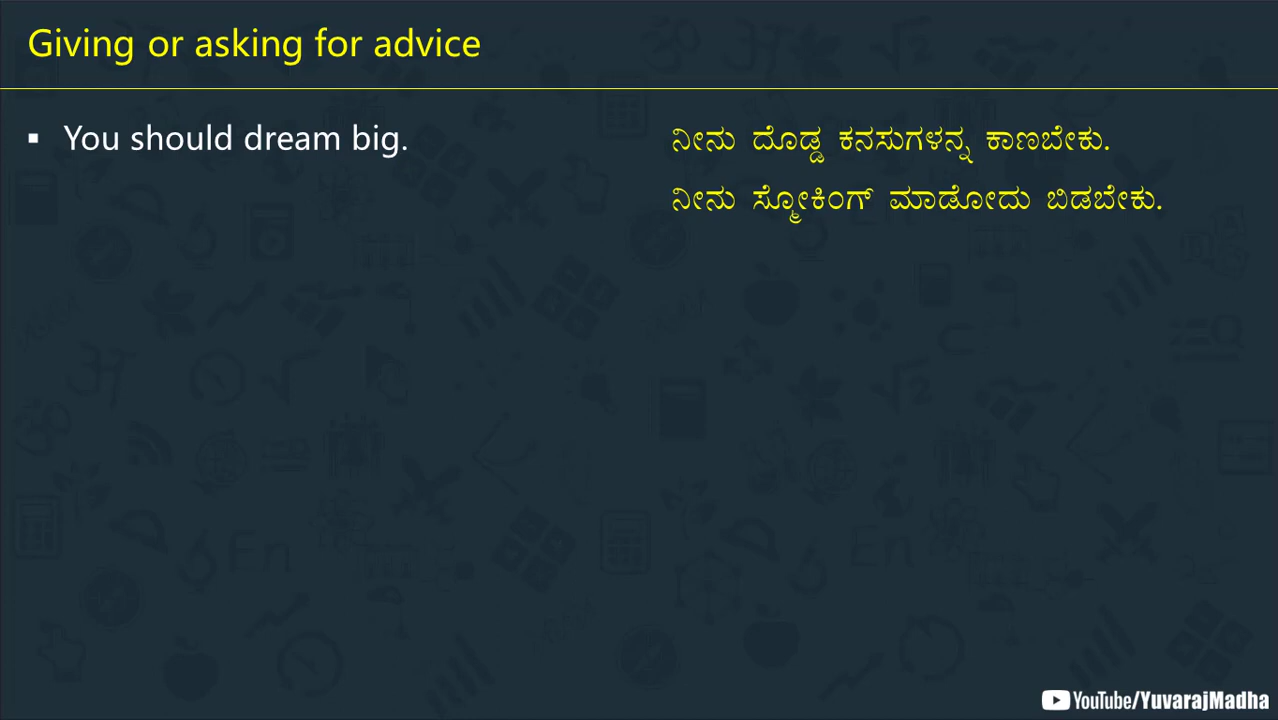 Giving or asking for advice
▪ You should dream big. ನೀನು ದೊಡ್ಡ ಕನಸುಗಳನ್ನ ಕಾಣಬೇಕು.
ನೀನು ಸ್ಮೋಕಿಂಗ್ ಮಾಡೋದು ಬಿಡಬೇಕು.
YouTube/YuvarajMadha